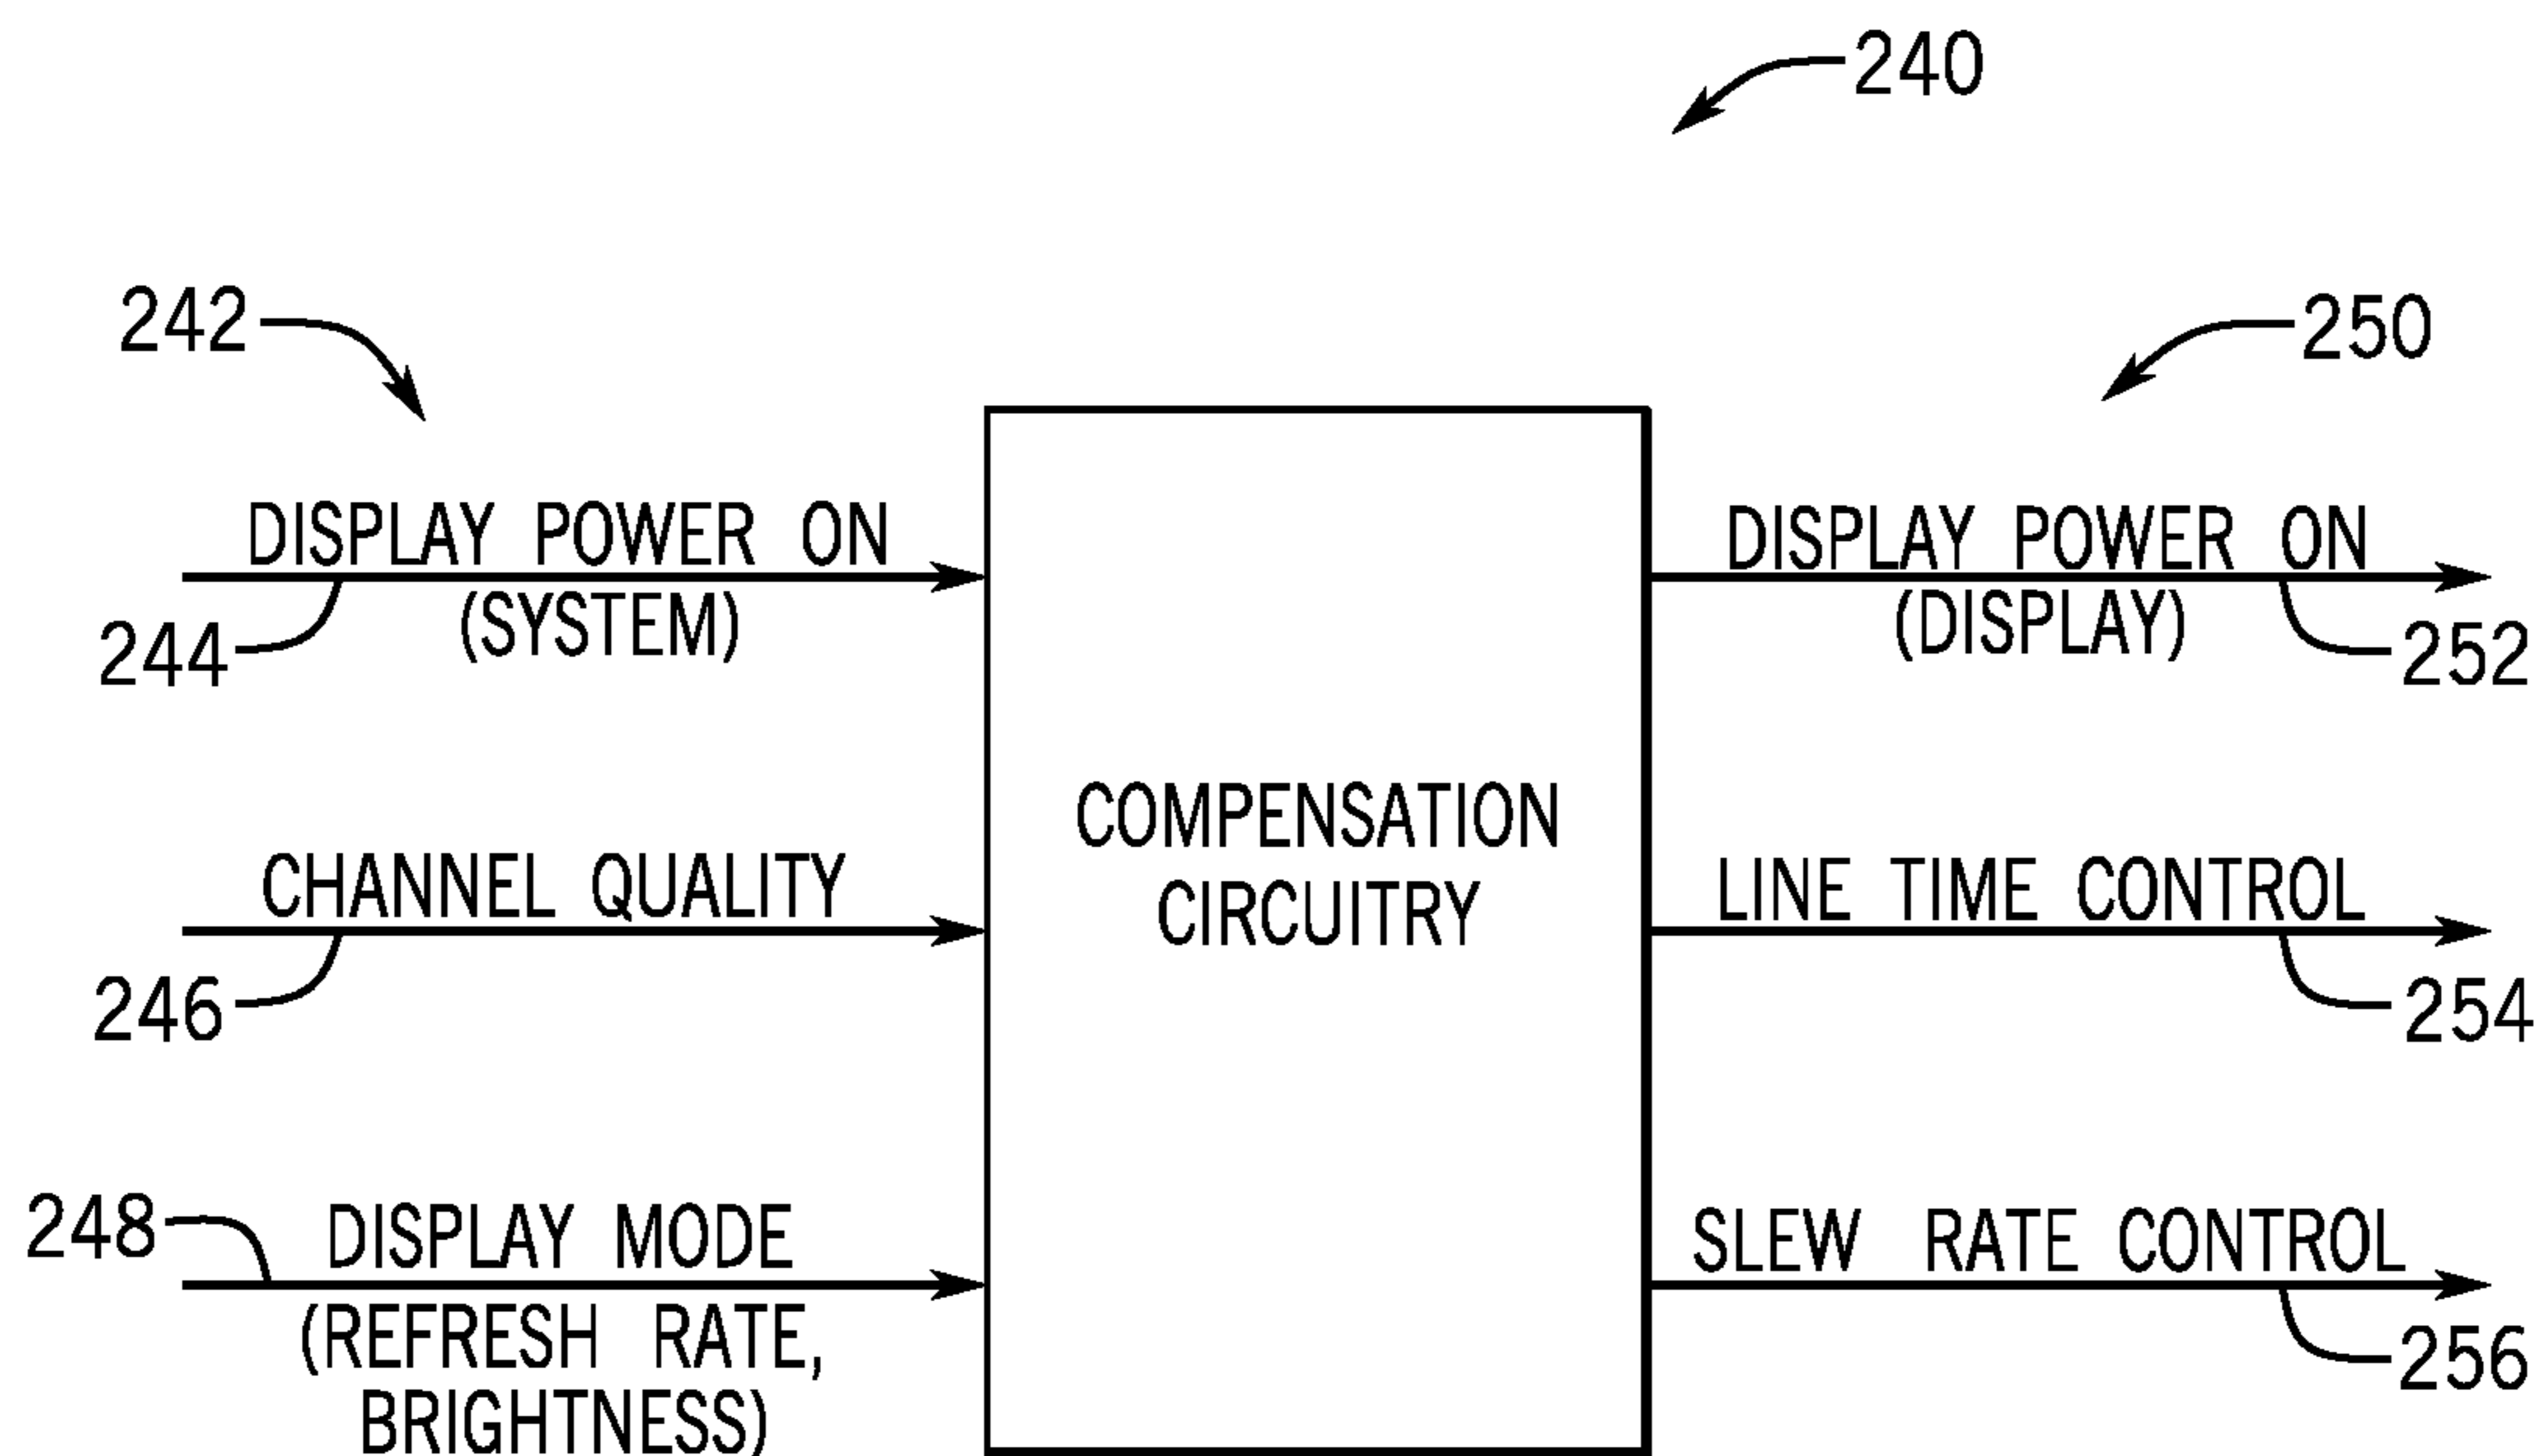 240
242
250
DISPLAY POWER ON
(SYSTEM)
244
DISPLAY POWER ON
(DISPLAY)
252
COMPENSATION
CIRCUITRY
CHANNEL QUALITY
246
LINE TIME CONTROL
254
248
DISPLAY MODE
(REFRESH RATE,
BRIGHTNESS)
SLEW RATE CONTROL
256